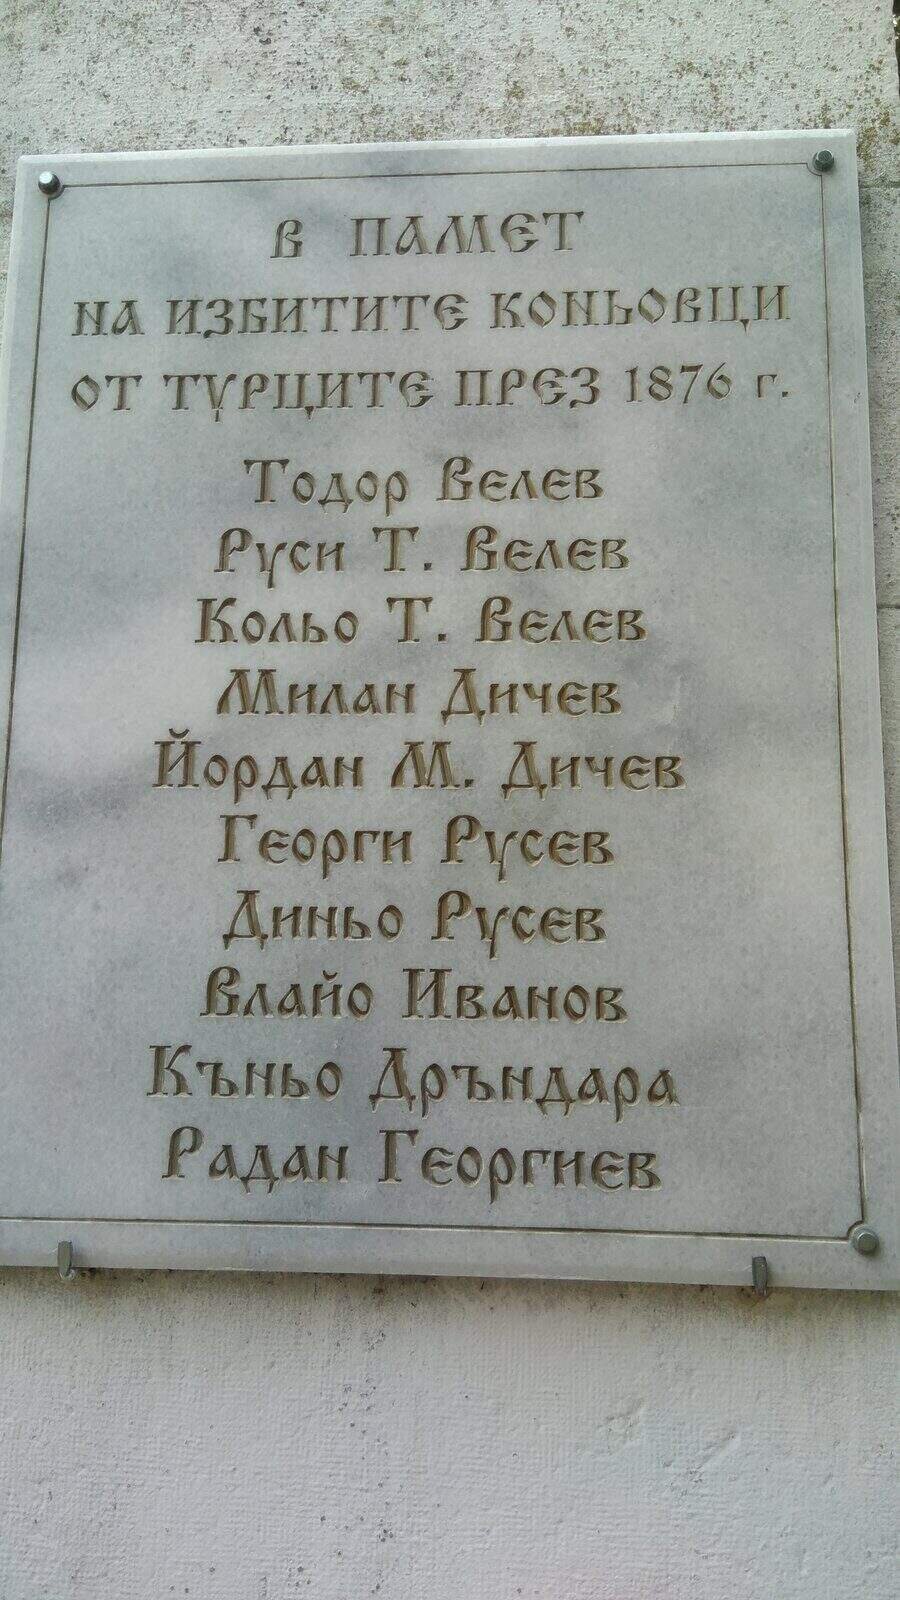 В ПАМЕТ
НА ИЗБИТИТЕ КОНЬОВЦИ
ОТ ТУРЦИТЕ ПРЕЗ 1876 г.
Тодор Велев
Руси Т. Велев
Кольо Т. Велев
Милан Дичев
Йордан М. Дичев
Георги Русев
Диньо Русев
Влайо Иванов
Къньо Дръндара
Радан Георгиев